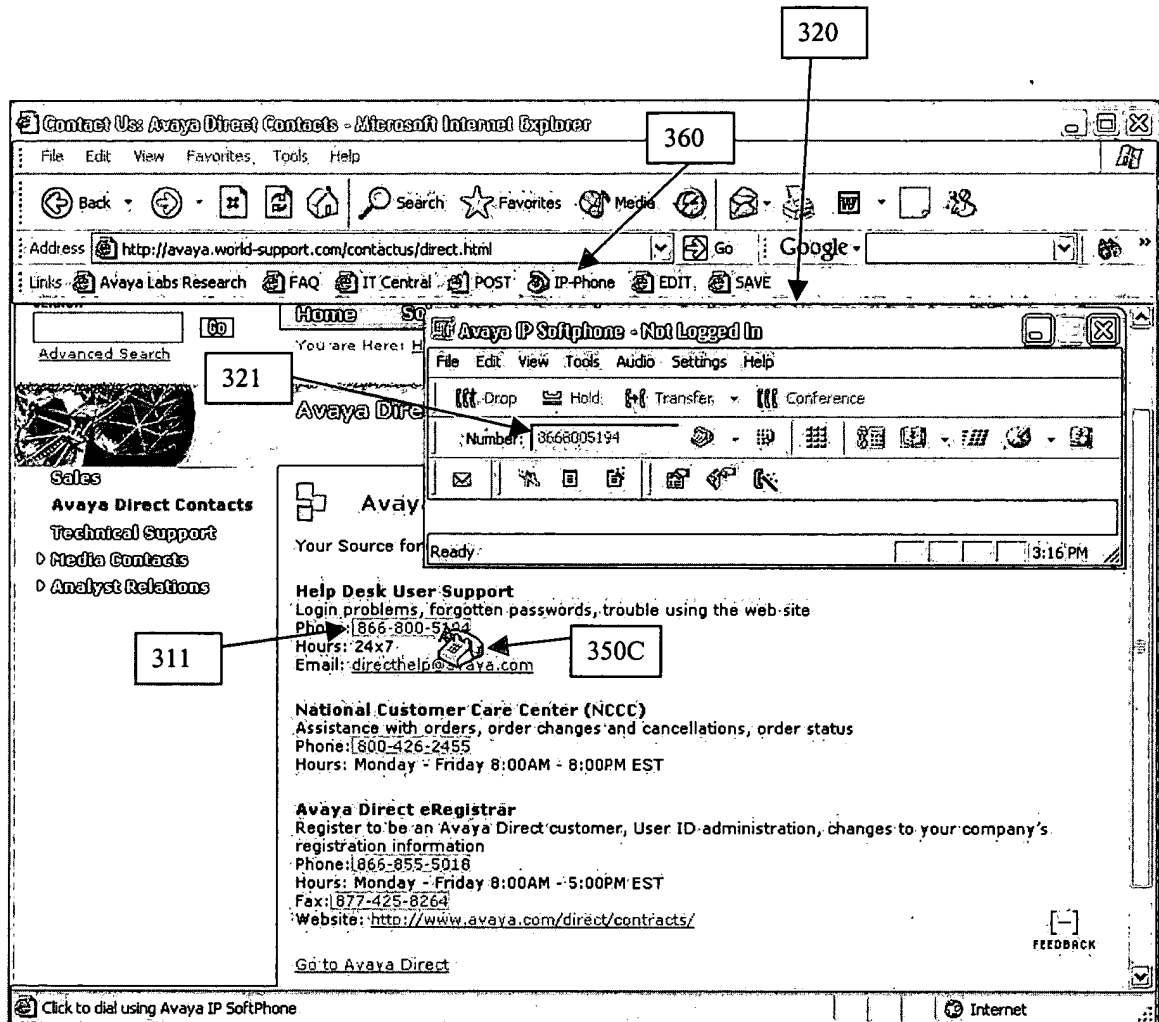 320
Contact Us: Avaya Direct Contacts - Microsoft Internet Explorer
360
File Edit View Favorites Tools Help
Back Search Favorites Media
Address http://avaya.world-support.com/contactus/direct.html Go Google
Links Avaya Labs Research FAQ IT Central POST IP-Phone EDIT SAVE
Go
Advanced Search
Home
You are Here: H
Avaya Dire
321
Avaya IP Softphone - Not Logged In
File Edit View Tools Audio Settings Help
Drop Hold Transfer Conference
Number: 8668005194
Ready 3:16 PM
Sales
Avaya Direct Contacts
Technical Support
Media Contacts
Analyst Relations
Avay
Your Source for
Help Desk User Support
Login problems, forgotten passwords, trouble using the web site
Phone: 866-800-5194
311
Hours: 24x7
350C
Email: directhelp@avaya.com
National Customer Care Center (NCCC)
Assistance with orders, order changes and cancellations, order status
Phone: 800-426-2455
Hours: Monday - Friday 8:00AM - 8:00PM EST
Avaya Direct eRegistrar
Register to be an Avaya Direct customer, User ID administration, changes to your company's
registration information
Phone: 866-855-5018
Hours: Monday - Friday 8:00AM - 5:00PM EST
Fax: 877-425-8264
Website: http://www.avaya.com/direct/contracts/
[-]
FEEDBACK
Go to Avaya Direct
Click to dial using Avaya IP SoftPhone Internet